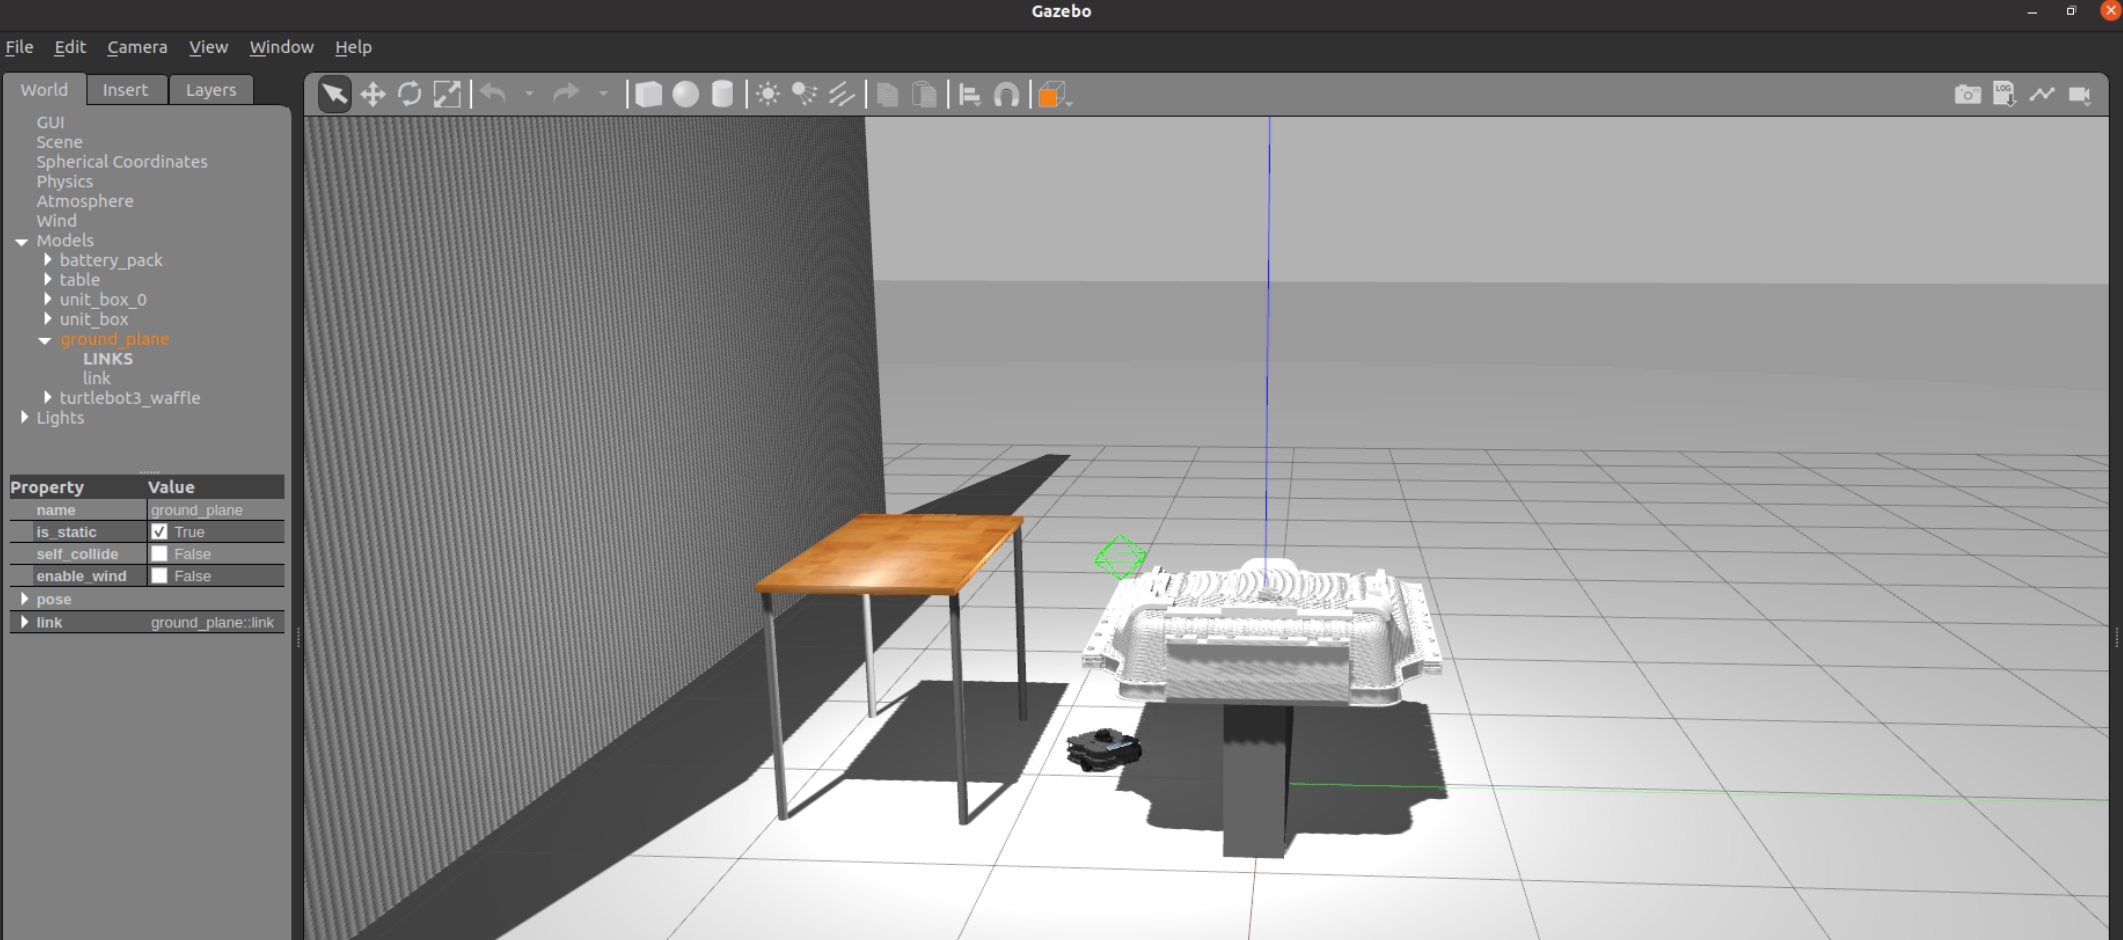 Gazebo
File Edit Camera View Window Help
World Insert Layers
LOG
GUI
Scene
Spherical Coordinates
Physics
Atmosphere
Wind
Models
battery_pack
table
unit_box_0
unit_box
ground_plane
LINKS
link
turtlebot3_waffle
Lights
Property Value
name ground_plane
is_static True
self_collide False
enable_wind False
pose
link ground_plane::link